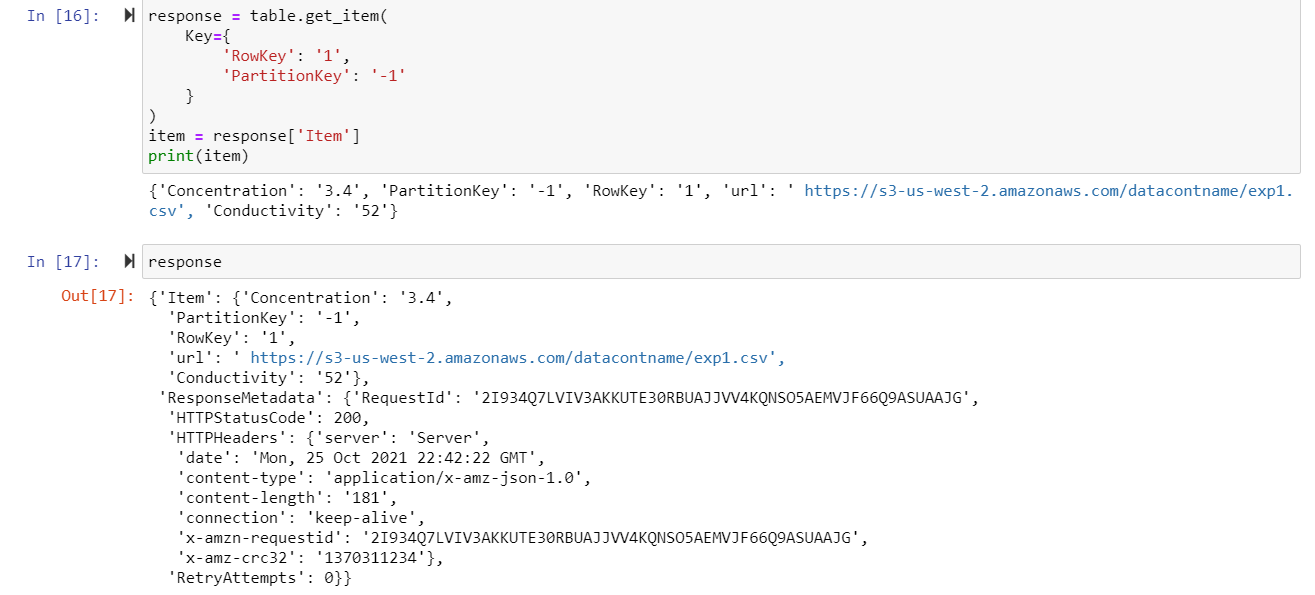 In [16]: response = table.get_item(
    Key={
        'RowKey': '1',
        'PartitionKey': '-1'
    }
)
item = response['Item']
print(item)
{'Concentration': '3.4', 'PartitionKey': '-1', 'RowKey': '1', 'url': ' https://s3-us-west-2.amazonaws.com/datacontname/exp1.
csv', 'Conductivity': '52'}
In [17]: response
Out[17]: {'Item': {'Concentration': '3.4',
  'PartitionKey': '-1',
  'RowKey': '1',
  'url': ' https://s3-us-west-2.amazonaws.com/datacontname/exp1.csv',
  'Conductivity': '52'},
 'ResponseMetadata': {'RequestId': '2I934Q7LVIV3AKKUTE30RBUAJJVV4KQNSO5AEMVJF66Q9ASUAAJG',
  'HTTPStatusCode': 200,
  'HTTPHeaders': {'server': 'Server',
   'date': 'Mon, 25 Oct 2021 22:42:22 GMT',
   'content-type': 'application/x-amz-json-1.0',
   'content-length': '181',
   'connection': 'keep-alive',
   'x-amzn-requestid': '2I934Q7LVIV3AKKUTE30RBUAJJVV4KQNSO5AEMVJF66Q9ASUAAJG',
   'x-amz-crc32': '1370311234'},
  'RetryAttempts': 0}}